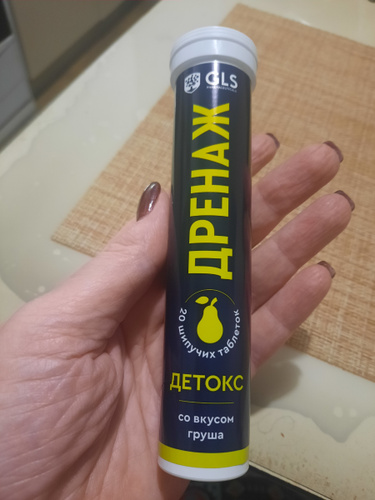 GLS
ДРЕНАЖ
20 шипучих таблеток
ДЕТОКС
со вкусом
груша